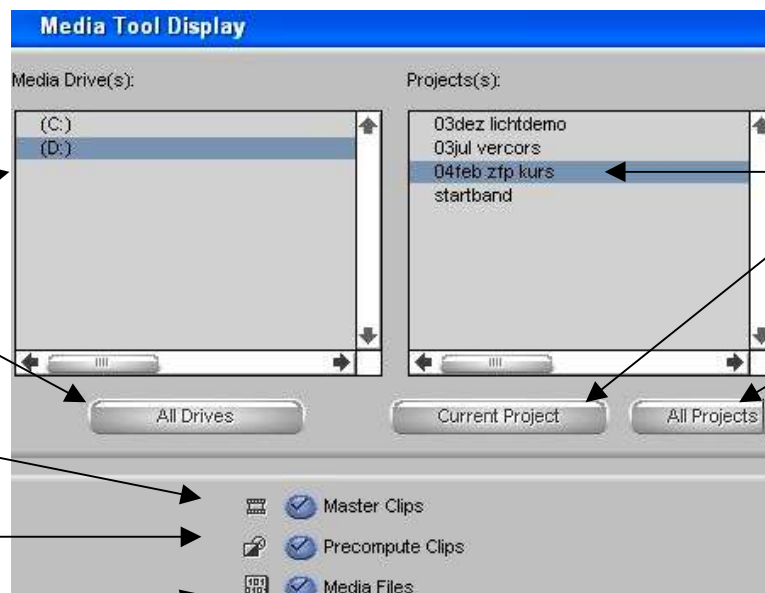 Media Tool Display
Media Drive(s):
(C:)
(D:)
All Drives
Projects(s):
03dez lichtdemo
03jul vercors
04feb zfp kurs
startband
Current Project
All Projects
Master Clips
Precompute Clips
Media Files